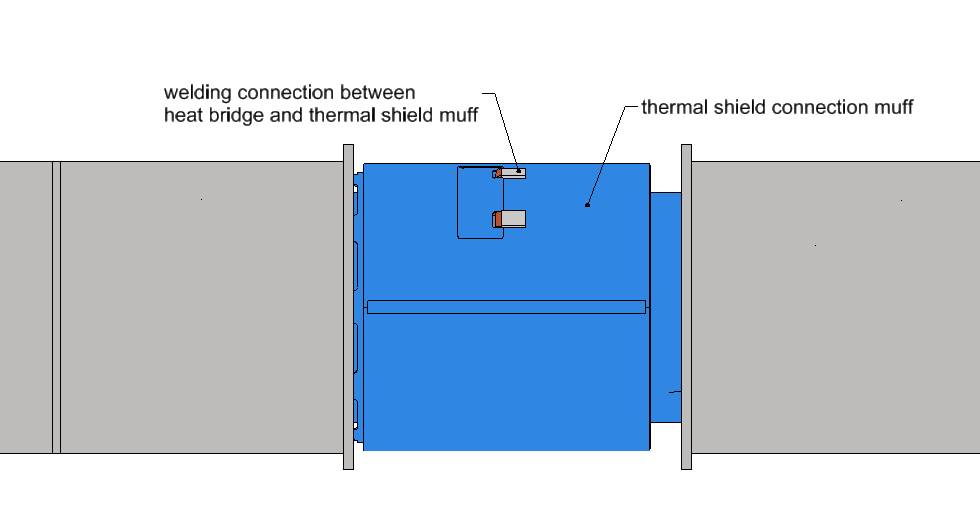 welding connection between
heat bridge and thermal shield muff
thermal shield connection muff